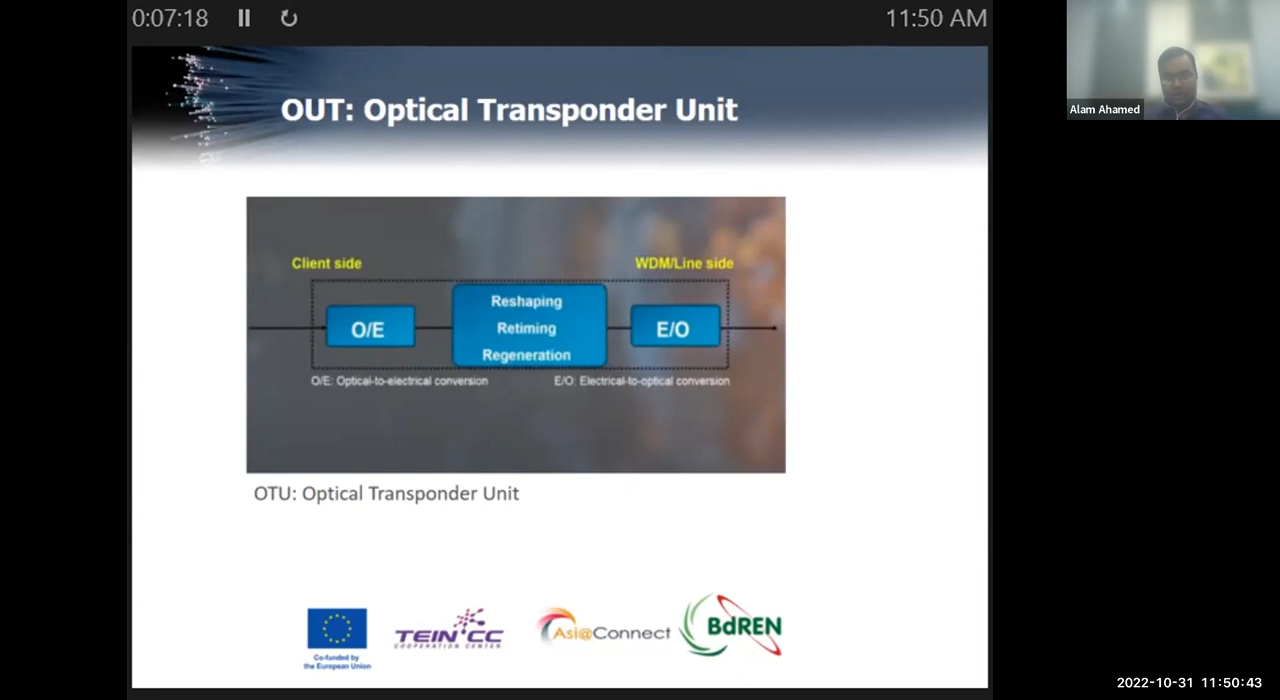 0:07:18
11:50 AM
Alam Ahamed
OUT: Optical Transponder Unit
Client side
WDM/Line side
O/E
Reshaping
Retiming
Regeneration
E/O
O/E: Optical-to-electrical conversion
E/O: Electrical-to-optical conversion
OTU: Optical Transponder Unit
Co-funded by
the European Union
TEIN*CC
COOPERATION CENTER
Asi@Connect
BdREN
2022-10-31 11:50:43